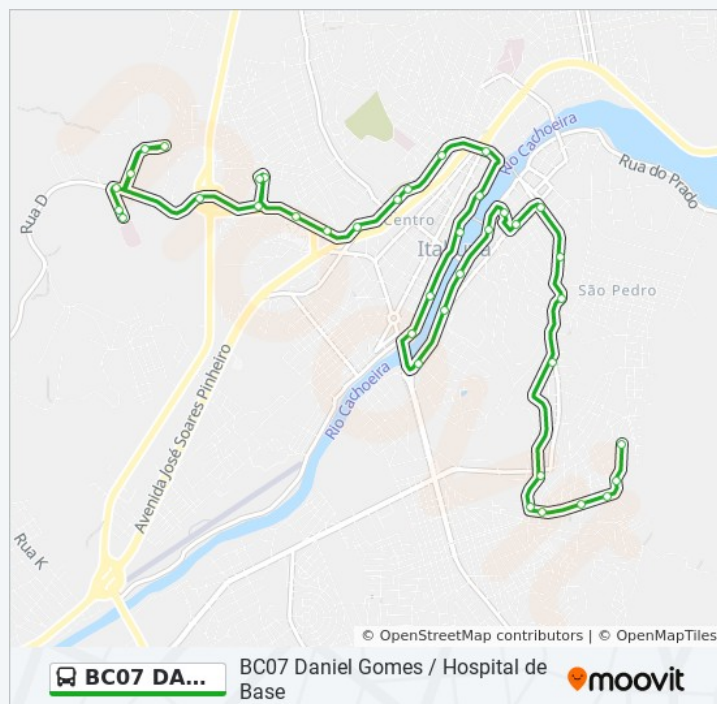 Rio Cachoeira
Rua do Prado
Rua D
Centro
Itabuna
São Pedro
Rio Cachoeira
Avenida José Soares Pinheiro
Rua K
© OpenStreetMap contributors | © OpenMapTiles
BC07 DA...
BC07 Daniel Gomes / Hospital de
Base
moovit